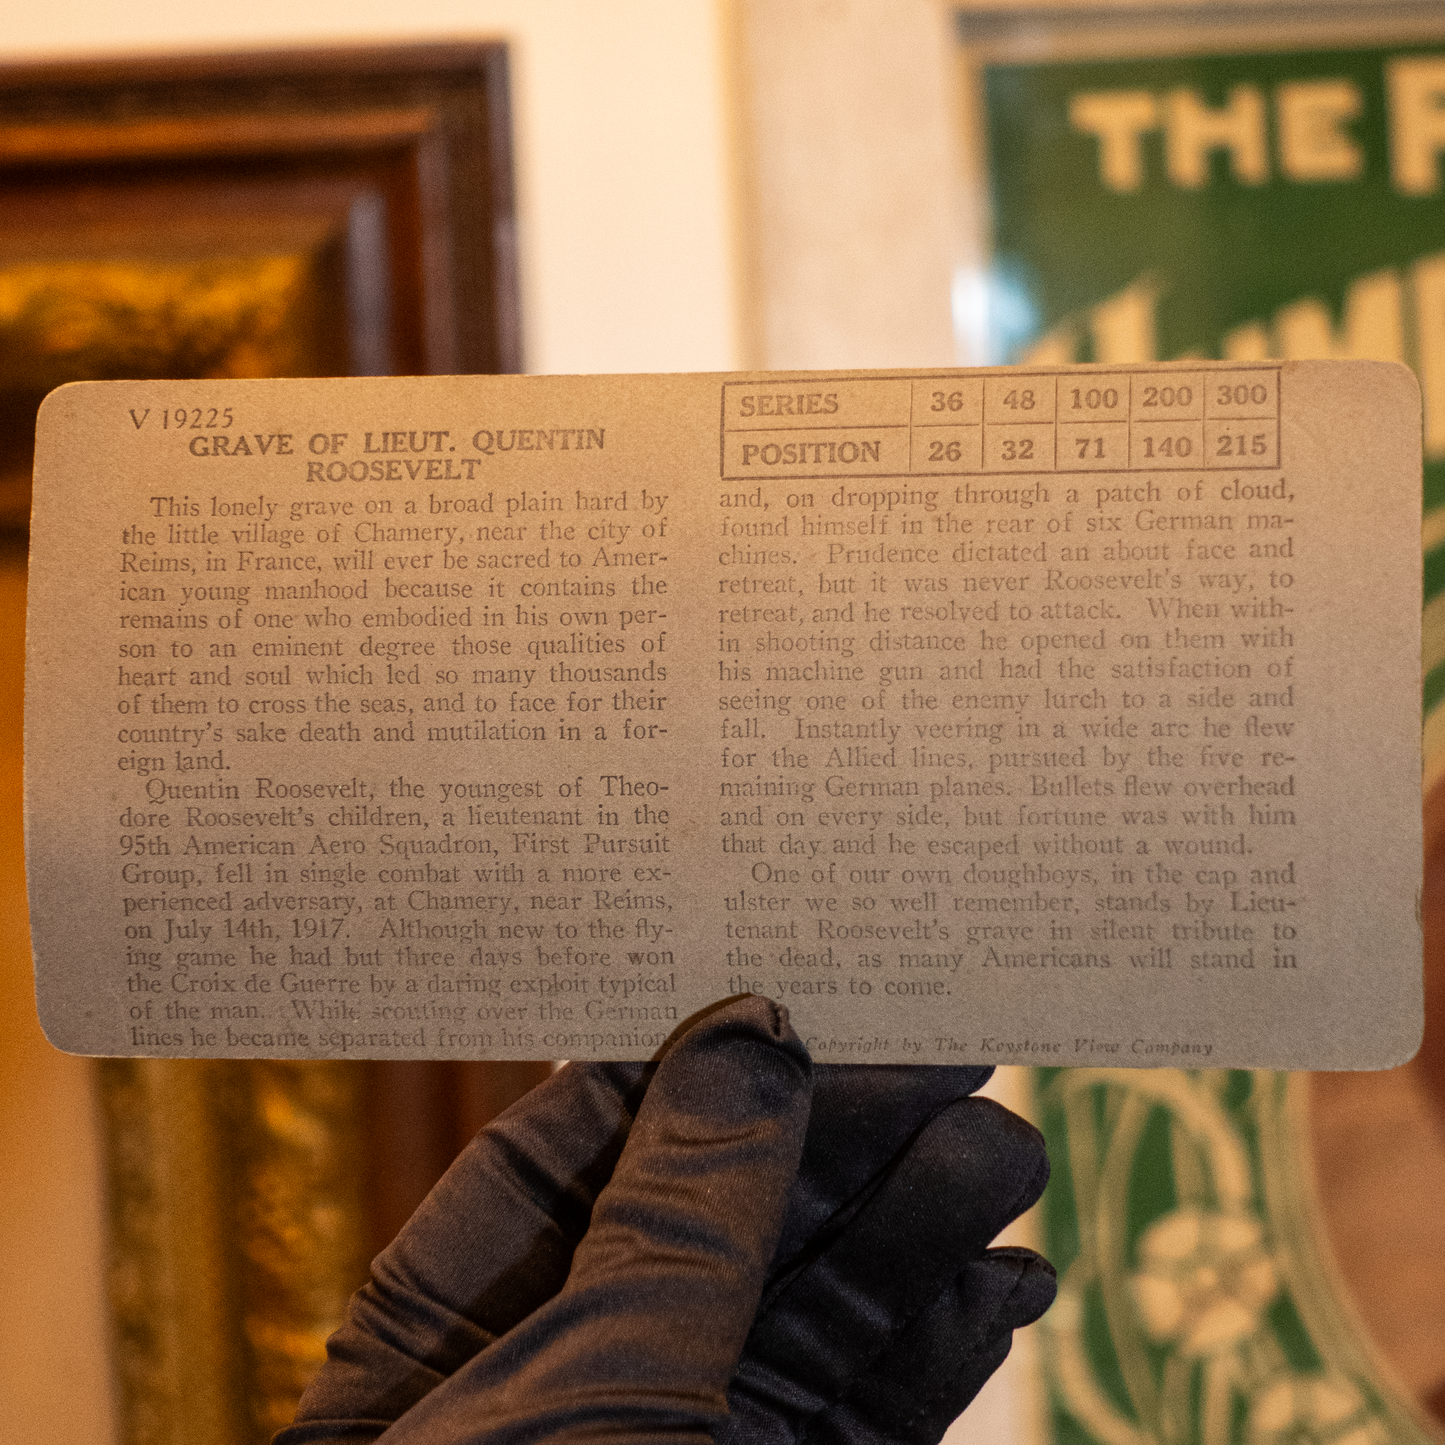 THE
V 19225
GRAVE OF LIEUT. QUENTIN
ROOSEVELT
This lonely grave on a broad plain hard by
the little village of Chamery, near the city of
Reims, in France, will ever be sacred to Amer-
ican young manhood because it contains the
remains of one who embodied in his own per-
son to an eminent degree those qualities of
heart and soul which led so many thousands
of them to cross the seas, and to face for their
country's sake death and mutilation in a for-
eign land.
Quentin Roosevelt, the youngest of Theo-
dore Roosevelt's children, a lieutenant in the
95th American Aero Squadron, First Pursuit
Group, fell in single combat with a more ex-
perienced adversary, at Chamery, near Reims,
on July 14th, 1917. Although new to the fly-
ing game he had but three days before won
the Croix de Guerre by a daring exploit typical
of the man. While scouting over the German
lines he became separated from his companion
SERIES 36 48 100 200 300
POSITION 26 32 71 140 215
and, on dropping through a patch of cloud,
found himself in the rear of six German ma-
chines. Prudence dictated an about face and
retreat, but it was never Roosevelt's way, to
retreat, and he resolved to attack. When with-
in shooting distance he opened on them with
his machine gun and had the satisfaction of
seeing one of the enemy lurch to a side and
fall. Instantly veering in a wide arc he flew
for the Allied lines, pursued by the five re-
maining German planes. Bullets flew overhead
and on every side, but fortune was with him
that day and he escaped without a wound.
One of our own doughboys, in the cap and
ulster we so well remember, stands by Lieu-
tenant Roosevelt's grave in silent tribute to
the dead, as many Americans will stand in
the years to come.
Copyright by The Keystone View Company